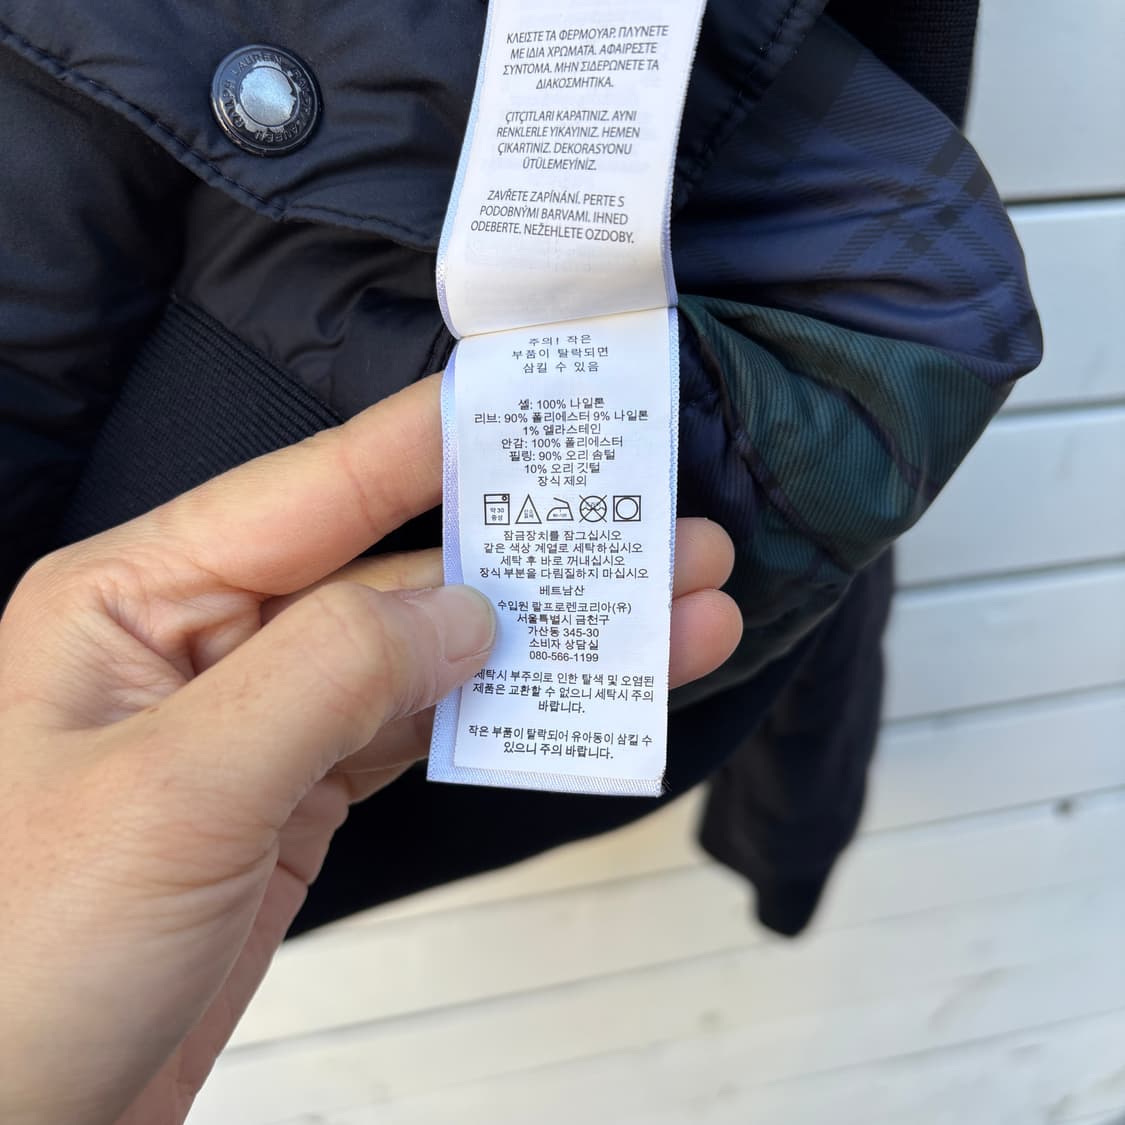 RALPH LAUREN RALPH LAUREN
ΚΛΕΙΣΤΕ ΤΑ ΦΕΡΜΟΥΑΡ. ΠΛΥΝΕΤΕ
ΜΕ ΙΔΙΑ ΧΡΩΜΑΤΑ. ΑΦΑΙΡΕΣΤΕ
ΣΥΝΤΟΜΑ. ΜΗΝ ΣΙΔΕΡΩΝΕΤΕ ΤΑ
ΔΙΑΚΟΣΜΗΤΙΚΑ.
ÇITÇITLARI KAPATINIZ. AYNI
RENKLERLE YIKAYINIZ. HEMEN
ÇIKARTINIZ. DEKORASYONU
ÜTÜLEMEYİNİZ.
ZAVŘETE ZAPÍNÁNÍ. PERTE S
PODOBNÝMI BARVAMI. IHNED
ODEBERTE. NEŽEHLETE OZDOBY.
주의! 작은
부품이 탈락되면
삼킬 수 있음
셸: 100% 나일론
리브: 90% 폴리에스터 9% 나일론
1% 엘라스테인
안감: 100% 폴리에스터
필링: 90% 오리 솜털
10% 오리 깃털
장식 제외
약 30
중성
잠금장치를 잠그십시오
같은 색상 계열로 세탁하십시오
세탁 후 바로 꺼내십시오
장식 부분을 다림질하지 마십시오
베트남산
수입원 랄프로렌코리아(유)
서울특별시 금천구
가산동 345-30
소비자 상담실
080-566-1199
세탁시 부주의로 인한 탈색 및 오염된
제품은 교환할 수 없으니 세탁시 주의
바랍니다.
작은 부품이 탈락되어 유아동이 삼킬 수
있으니 주의 바랍니다.